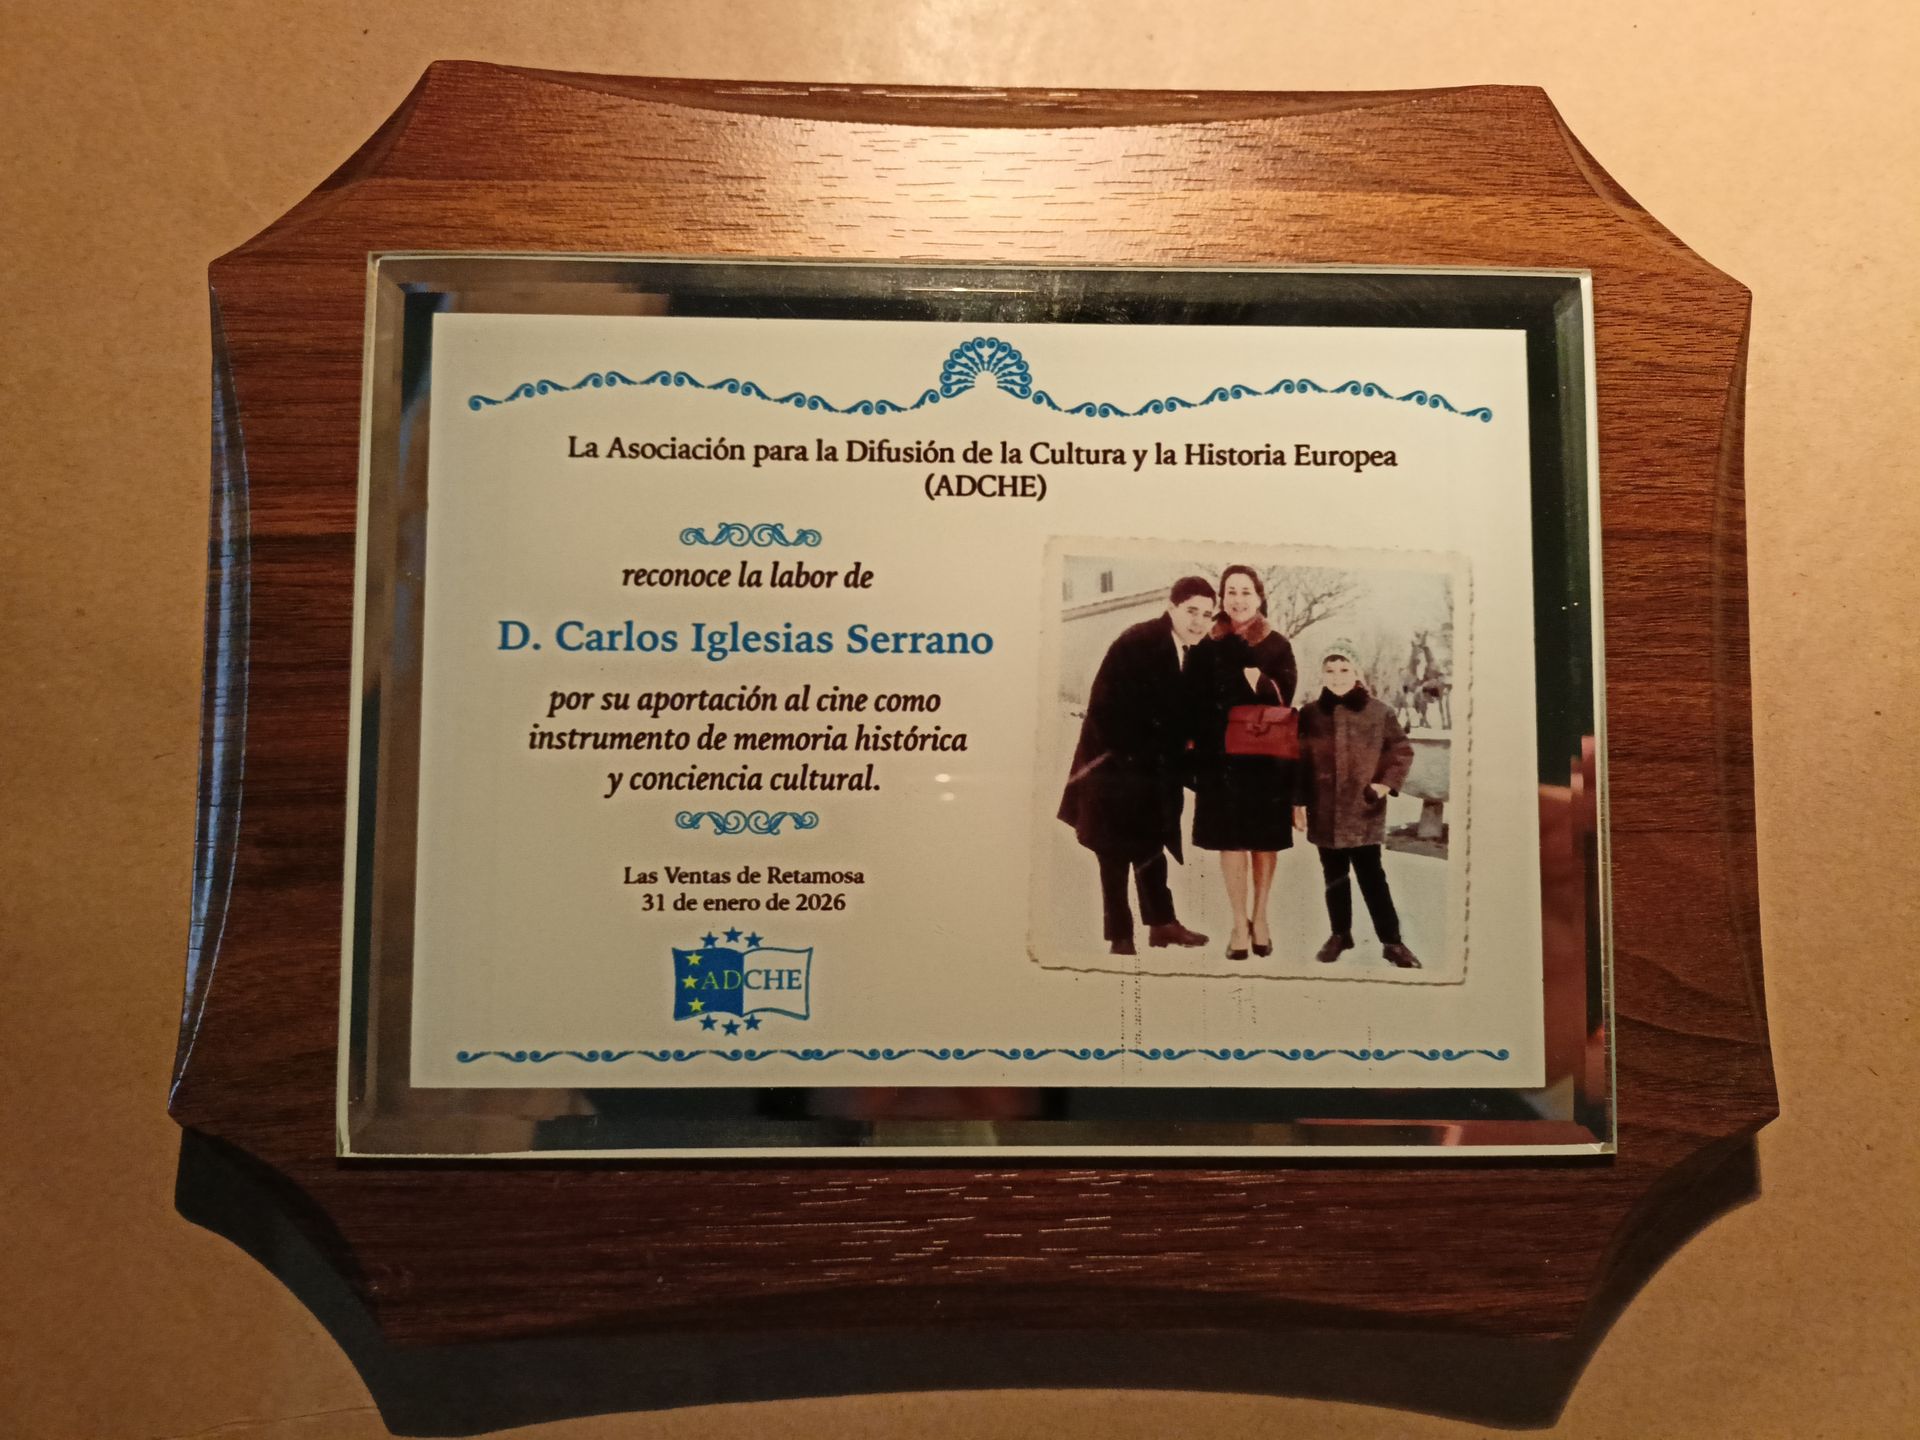 La Asociación para la Difusión de la Cultura y la Historia Europea
(ADCHE)
reconoce la labor de
D. Carlos Iglesias Serrano
por su aportación al cine como
instrumento de memoria histórica
y conciencia cultural.
Las Ventas de Retamosa
31 de enero de 2026
ADCHE